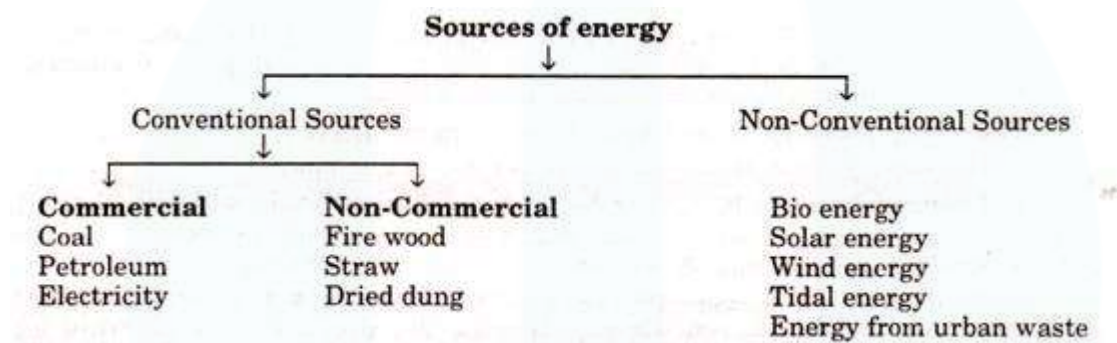 Sources of energy
Conventional Sources
Non-Conventional Sources
Commercial
Coal
Petroleum
Electricity
Non-Commercial
Fire wood
Straw
Dried dung
Bio energy
Solar energy
Wind energy
Tidal energy
Energy from urban waste